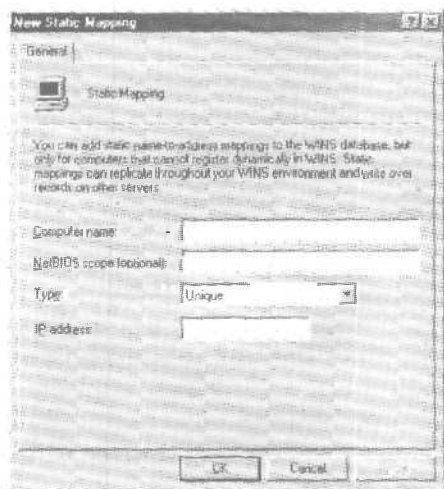 New Static Mapping
General
Static Mapping
You can add static name-to-address mappings to the WINS database, but
only for computers that cannot register dynamically in WINS. Static
mappings can replicate throughout your WINS environment and write over
records on other servers.
Computer name:
NetBIOS scope (optional):
Type:
Unique
IP address:
OK
Cancel